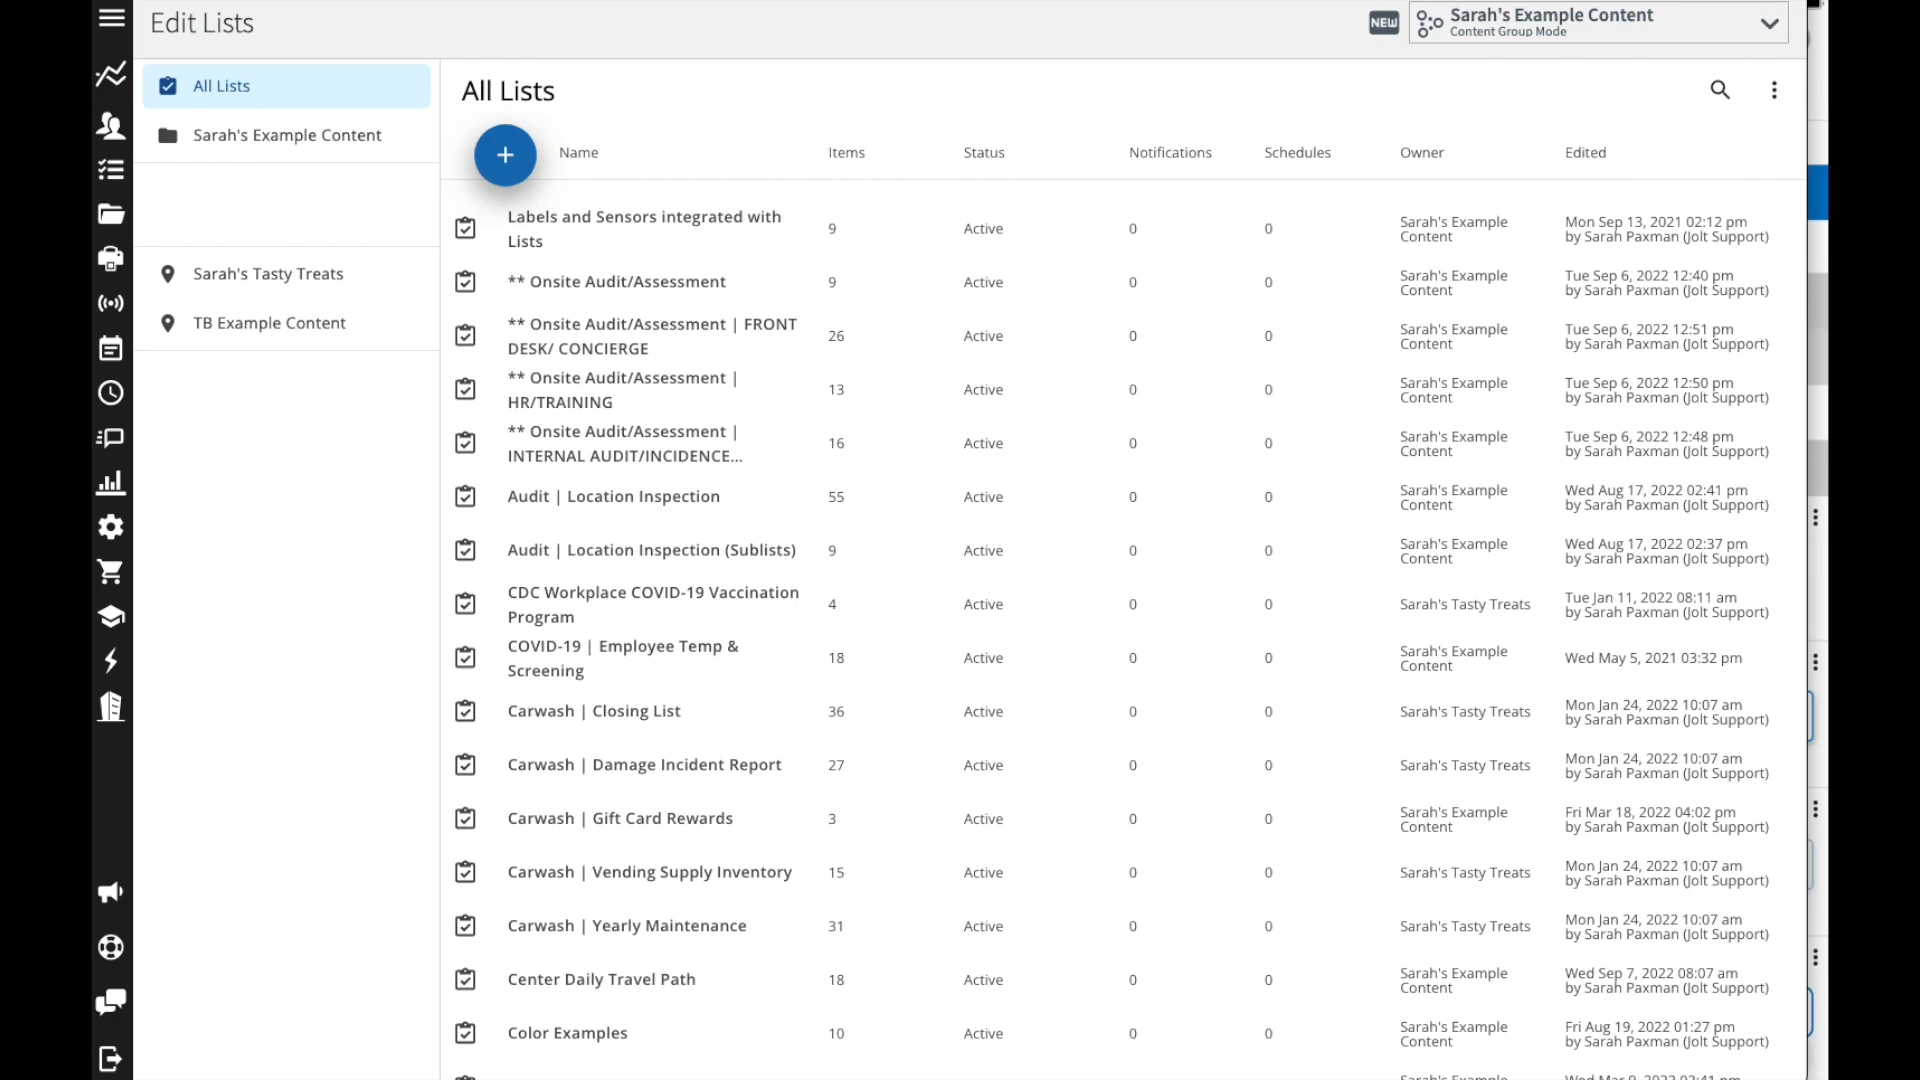 Edit Lists
NEW
Sarah's Example Content
Content Group Mode
All Lists
Sarah's Example Content
Sarah's Tasty Treats
TB Example Content
All Lists
Name Items Status Notifications Schedules Owner Edited
Labels and Sensors integrated with
Lists
9 Active 0 0
Sarah's Example
Content
Mon Sep 13, 2021 02:12 pm
by Sarah Paxman (Jolt Support)
** Onsite Audit/Assessment
9 Active 0 0
Sarah's Example
Content
Tue Sep 6, 2022 12:40 pm
by Sarah Paxman (Jolt Support)
** Onsite Audit/Assessment | FRONT
DESK/ CONCIERGE
26 Active 0 0
Sarah's Example
Content
Tue Sep 6, 2022 12:51 pm
by Sarah Paxman (Jolt Support)
** Onsite Audit/Assessment |
HR/TRAINING
13 Active 0 0
Sarah's Example
Content
Tue Sep 6, 2022 12:50 pm
by Sarah Paxman (Jolt Support)
** Onsite Audit/Assessment |
INTERNAL AUDIT/INCIDENCE...
16 Active 0 0
Sarah's Example
Content
Tue Sep 6, 2022 12:48 pm
by Sarah Paxman (Jolt Support)
Audit | Location Inspection
55 Active 0 0
Sarah's Example
Content
Wed Aug 17, 2022 02:41 pm
by Sarah Paxman (Jolt Support)
Audit | Location Inspection (Sublists)
9 Active 0 0
Sarah's Example
Content
Wed Aug 17, 2022 02:37 pm
by Sarah Paxman (Jolt Support)
CDC Workplace COVID-19 Vaccination
Program
4 Active 0 0
Sarah's Tasty Treats
Tue Jan 11, 2022 08:11 am
by Sarah Paxman (Jolt Support)
COVID-19 | Employee Temp &
Screening
18 Active 0 0
Sarah's Example
Content
Wed May 5, 2021 03:32 pm
Carwash | Closing List
36 Active 0 0
Sarah's Tasty Treats
Mon Jan 24, 2022 10:07 am
by Sarah Paxman (Jolt Support)
Carwash | Damage Incident Report
27 Active 0 0
Sarah's Tasty Treats
Mon Jan 24, 2022 10:07 am
by Sarah Paxman (Jolt Support)
Carwash | Gift Card Rewards
3 Active 0 0
Sarah's Example
Content
Fri Mar 18, 2022 04:02 pm
by Sarah Paxman (Jolt Support)
Carwash | Vending Supply Inventory
15 Active 0 0
Sarah's Tasty Treats
Mon Jan 24, 2022 10:07 am
by Sarah Paxman (Jolt Support)
Carwash | Yearly Maintenance
31 Active 0 0
Sarah's Tasty Treats
Mon Jan 24, 2022 10:07 am
by Sarah Paxman (Jolt Support)
Center Daily Travel Path
18 Active 0 0
Sarah's Example
Content
Wed Sep 7, 2022 08:07 am
by Sarah Paxman (Jolt Support)
Color Examples
10 Active 0 0
Sarah's Example
Content
Fri Aug 19, 2022 01:27 pm
by Sarah Paxman (Jolt Support)